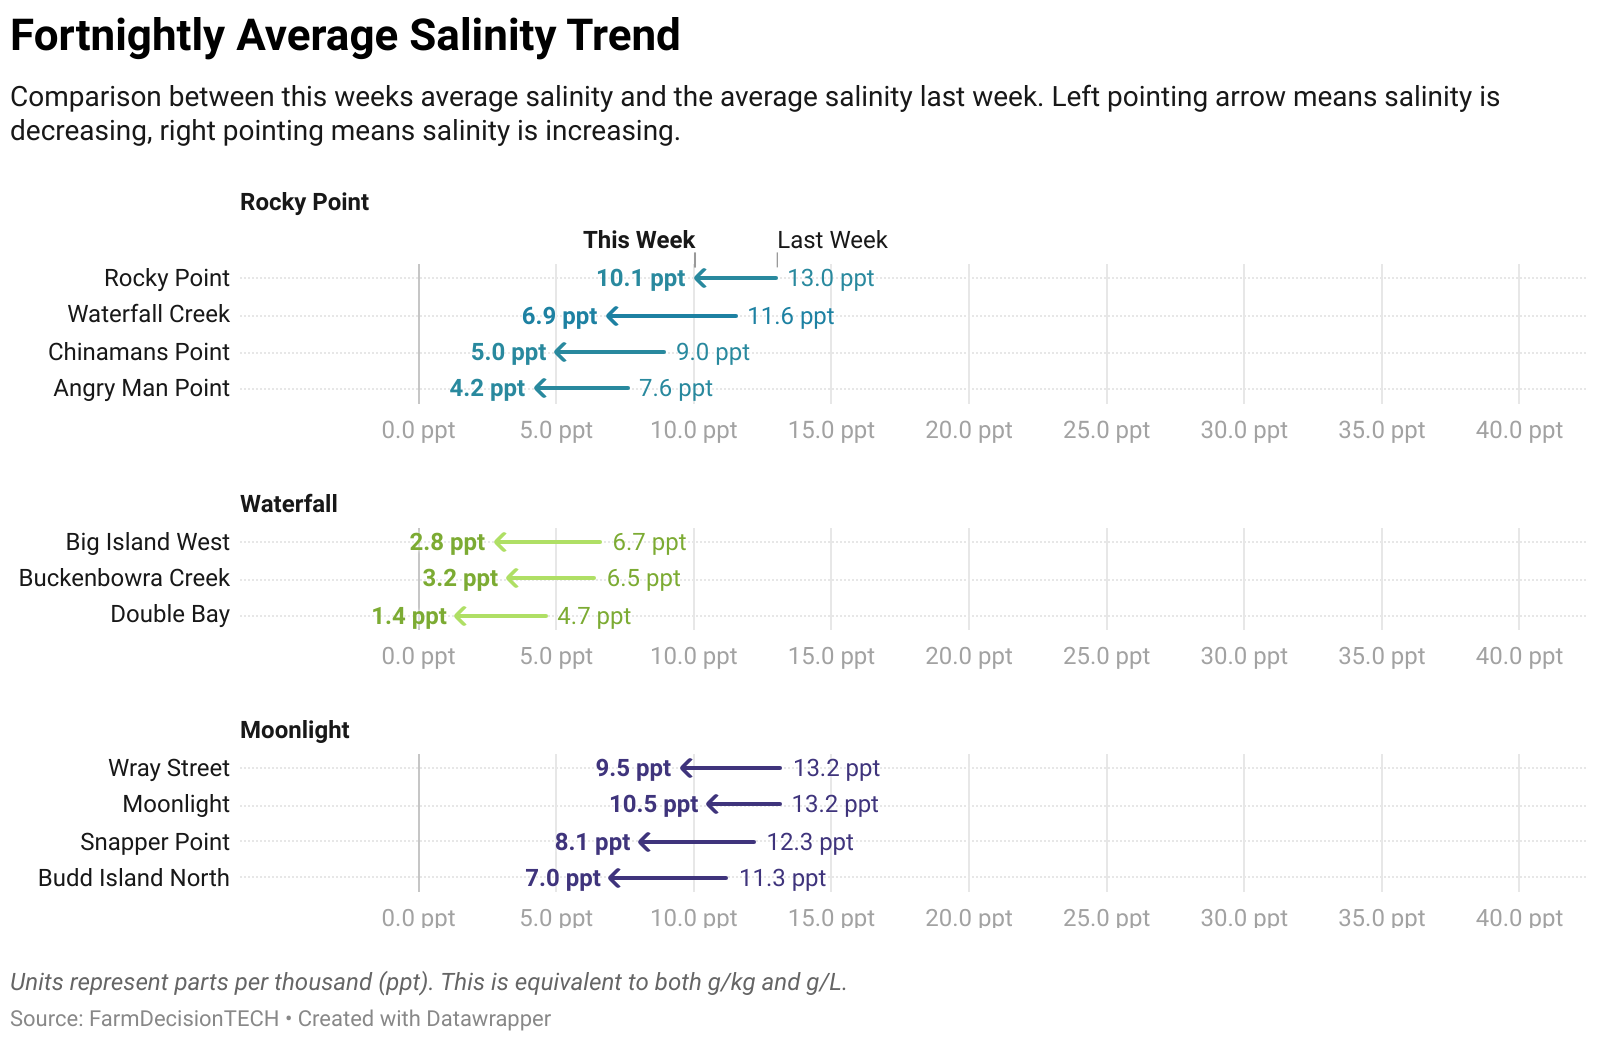 Fortnightly Average Salinity Trend
Comparison between this weeks average salinity and the average salinity last week. Left pointing arrow means salinity is
decreasing, right pointing means salinity is increasing.
Rocky Point
This Week Last Week
Rocky Point 10.1 ppt 13.0 ppt
Waterfall Creek 6.9 ppt 11.6 ppt
Chinamans Point 5.0 ppt 9.0 ppt
Angry Man Point 4.2 ppt 7.6 ppt
0.0 ppt 5.0 ppt 10.0 ppt 15.0 ppt 20.0 ppt 25.0 ppt 30.0 ppt 35.0 ppt 40.0 ppt
Waterfall
Big Island West 2.8 ppt 6.7 ppt
Buckenbowra Creek 3.2 ppt 6.5 ppt
Double Bay 1.4 ppt 4.7 ppt
0.0 ppt 5.0 ppt 10.0 ppt 15.0 ppt 20.0 ppt 25.0 ppt 30.0 ppt 35.0 ppt 40.0 ppt
Moonlight
Wray Street 9.5 ppt 13.2 ppt
Moonlight 10.5 ppt 13.2 ppt
Snapper Point 8.1 ppt 12.3 ppt
Budd Island North 7.0 ppt 11.3 ppt
0.0 ppt 5.0 ppt 10.0 ppt 15.0 ppt 20.0 ppt 25.0 ppt 30.0 ppt 35.0 ppt 40.0 ppt
Units represent parts per thousand (ppt). This is equivalent to both g/kg and g/L.
Source: FarmDecisionTECH • Created with Datawrapper